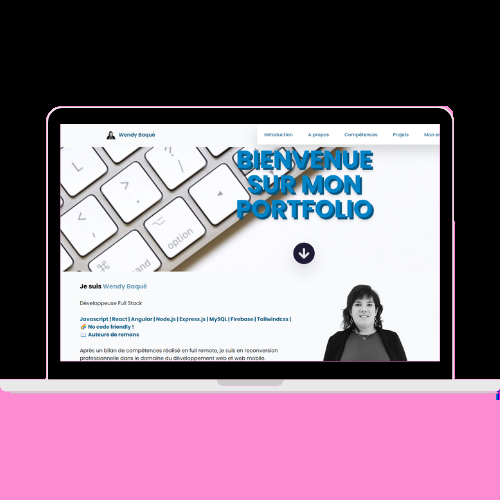 Wendy Baqué
Introduction A propos Compétences Projets Mon e
BIENVENUE
SUR MON
PORTFOLIO
L
?
/
>
.
<
,
"
option
⌘
mand
Je suis Wendy Baqué
Développeuse Full Stack
Javascript | React | Angular | Node.js | Express.js | MySQL | Firebase | Tailwindcss |
🌈 No code friendly !
📖 Auteure de romans
Après un bilan de compétences réalisé en full remote, je suis en reconversion
professionnelle dans le domaine du développement web et web mobile.